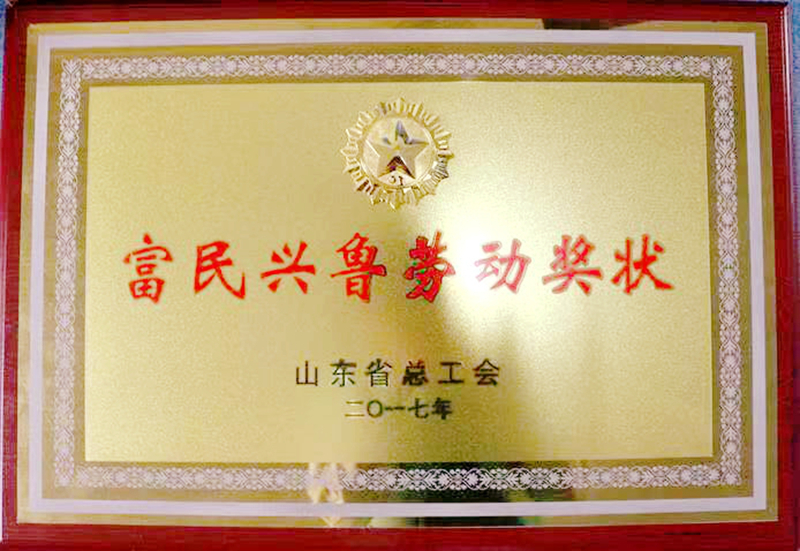 富民兴鲁劳动奖状
山东省总工会
二〇一七年